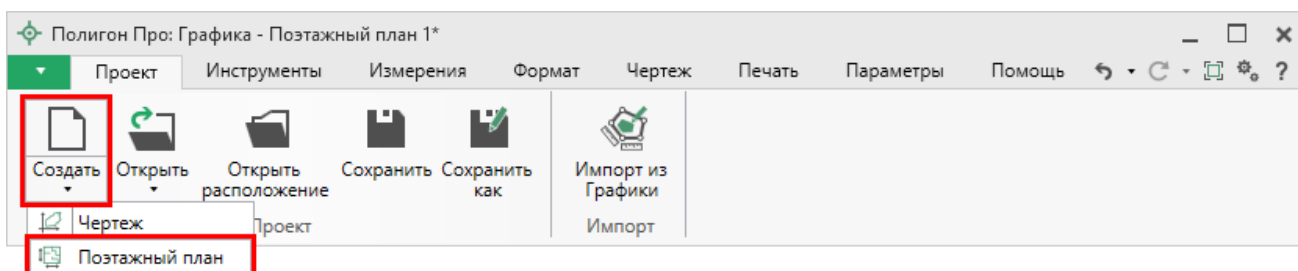 Полигон Про: Графика - Поэтажный план 1*
Проект Инструменты Измерения Формат Чертеж Печать Параметры Помощь ?
Создать Открыть Открыть расположение Сохранить Сохранить как Импорт из Графики
Чертеж Проект Импорт
Поэтажный план